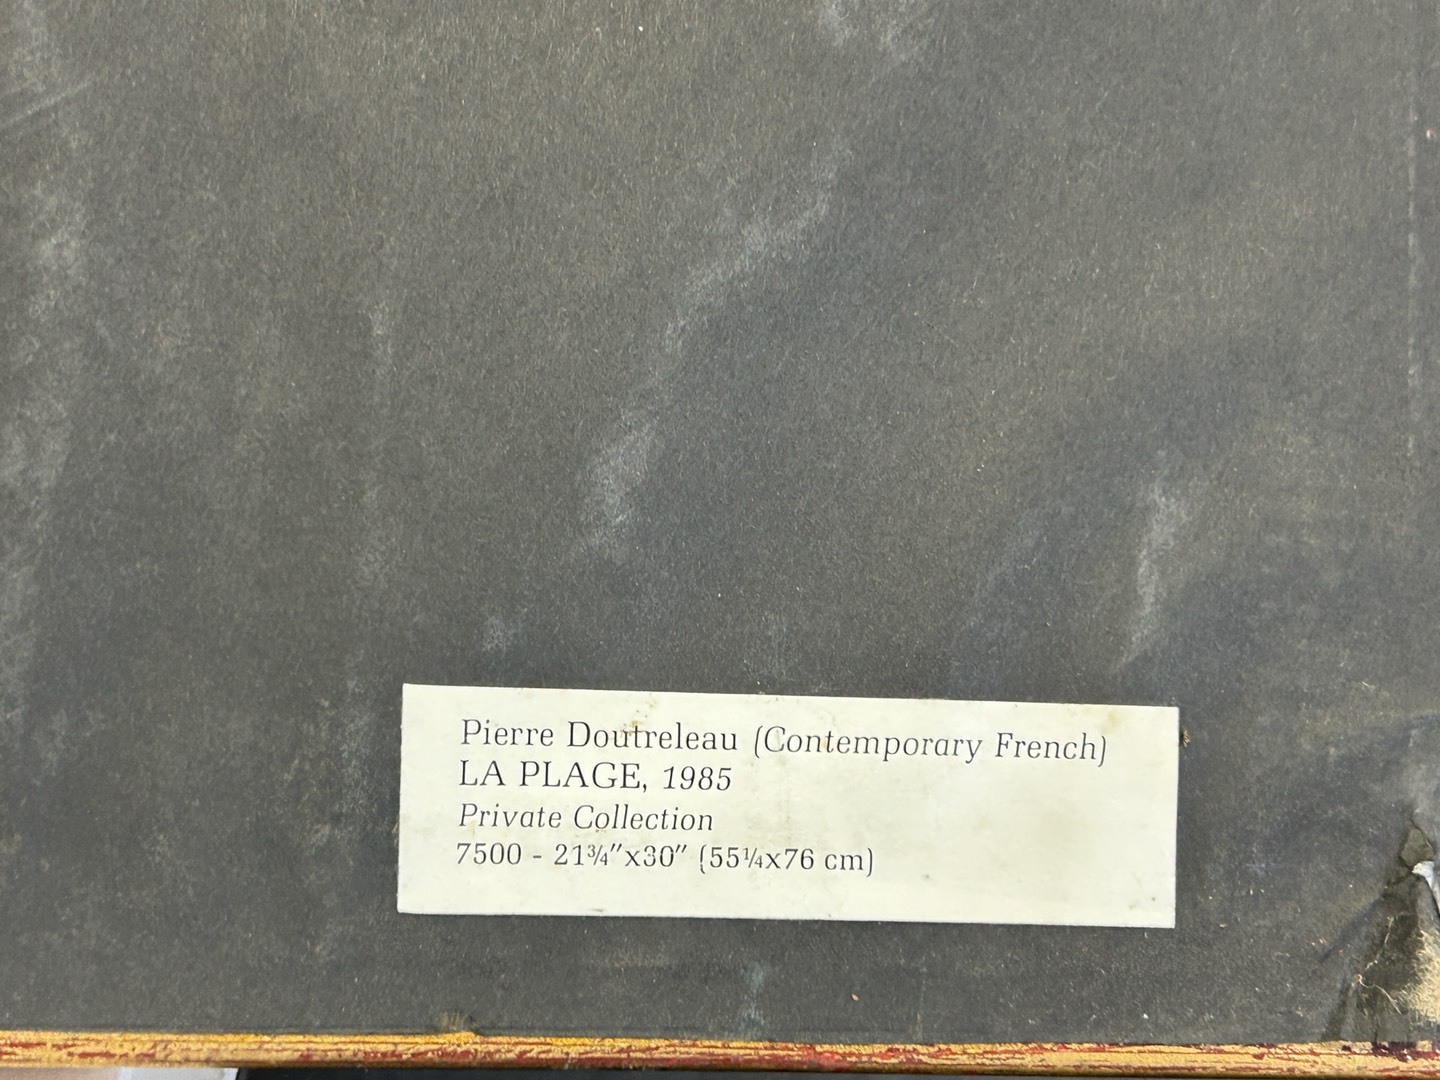 Pierre Doutreleau (Contemporary French)
LA PLAGE, 1985
Private Collection
7500 - 21¾"x30" (55¼x76 cm)